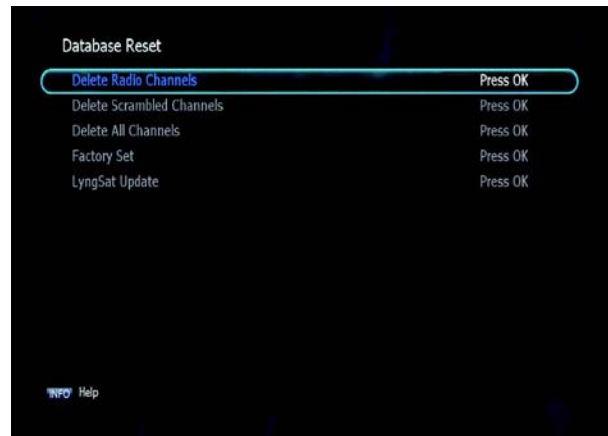 Database Reset
Delete Radio Channels Press OK
Delete Scrambled Channels Press OK
Delete All Channels Press OK
Factory Set Press OK
LyngSat Update Press OK
INFO Help